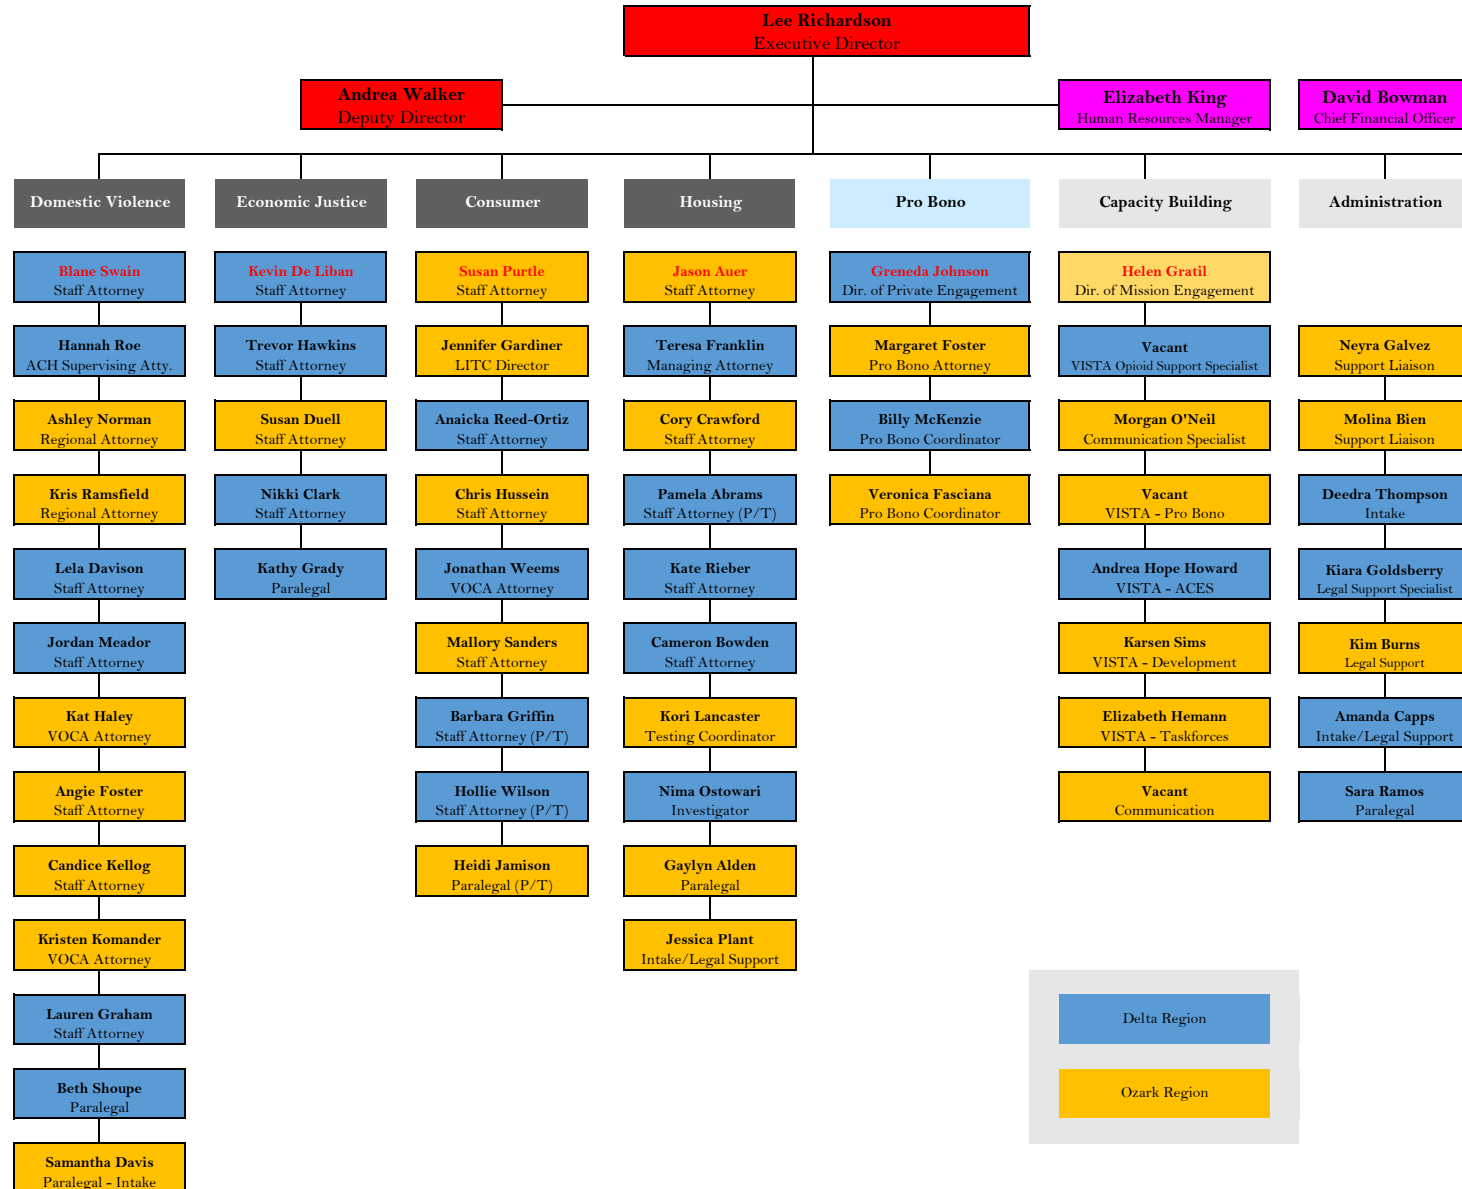 Lee Richardson
Executive Director
Andrea Walker
Deputy Director
Elizabeth King
Human Resources Manager
David Bowman
Chief Financial Officer
Domestic Violence
Economic Justice
Consumer
Housing
Pro Bono
Capacity Building
Administration
Blane Swain
Staff Attorney
Hannah Roe
ACH Supervising Atty.
Ashley Norman
Regional Attorney
Kris Ramsfield
Regional Attorney
Lela Davison
Staff Attorney
Jordan Meador
Staff Attorney
Kat Haley
VOCA Attorney
Angie Foster
Staff Attorney
Candice Kellog
Staff Attorney
Kristen Komander
VOCA Attorney
Lauren Graham
Staff Attorney
Beth Shoupe
Paralegal
Samantha Davis
Paralegal - Intake
Kevin De Liban
Staff Attorney
Trevor Hawkins
Staff Attorney
Susan Duell
Staff Attorney
Nikki Clark
Staff Attorney
Kathy Grady
Paralegal
Susan Purtle
Staff Attorney
Jennifer Gardiner
LITC Director
Anaicka Reed-Ortiz
Staff Attorney
Chris Hussein
Staff Attorney
Jonathan Weems
VOCA Attorney
Mallory Sanders
Staff Attorney
Barbara Griffin
Staff Attorney (P/T)
Hollie Wilson
Staff Attorney (P/T)
Heidi Jamison
Paralegal (P/T)
Jason Auer
Staff Attorney
Teresa Franklin
Managing Attorney
Cory Crawford
Staff Attorney
Pamela Abrams
Staff Attorney (P/T)
Kate Rieber
Staff Attorney
Cameron Bowden
Staff Attorney
Kori Lancaster
Testing Coordinator
Nima Ostowari
Investigator
Gaylyn Alden
Paralegal
Jessica Plant
Intake/Legal Support
Greneda Johnson
Dir. of Private Engagement
Margaret Foster
Pro Bono Attorney
Billy McKenzie
Pro Bono Coordinator
Veronica Fasciana
Pro Bono Coordinator
Helen Gratil
Dir. of Mission Engagement
Vacant
VISTA Opioid Support Specialist
Morgan O'Neil
Communication Specialist
Vacant
VISTA - Pro Bono
Andrea Hope Howard
VISTA - ACES
Karsen Sims
VISTA - Development
Elizabeth Hemann
VISTA - Taskforces
Vacant
Communication
Neyra Galvez
Support Liaison
Molina Bien
Support Liaison
Deedra Thompson
Intake
Kiara Goldsberry
Legal Support Specialist
Kim Burns
Legal Support
Amanda Capps
Intake/Legal Support
Sara Ramos
Paralegal
Delta Region
Ozark Region